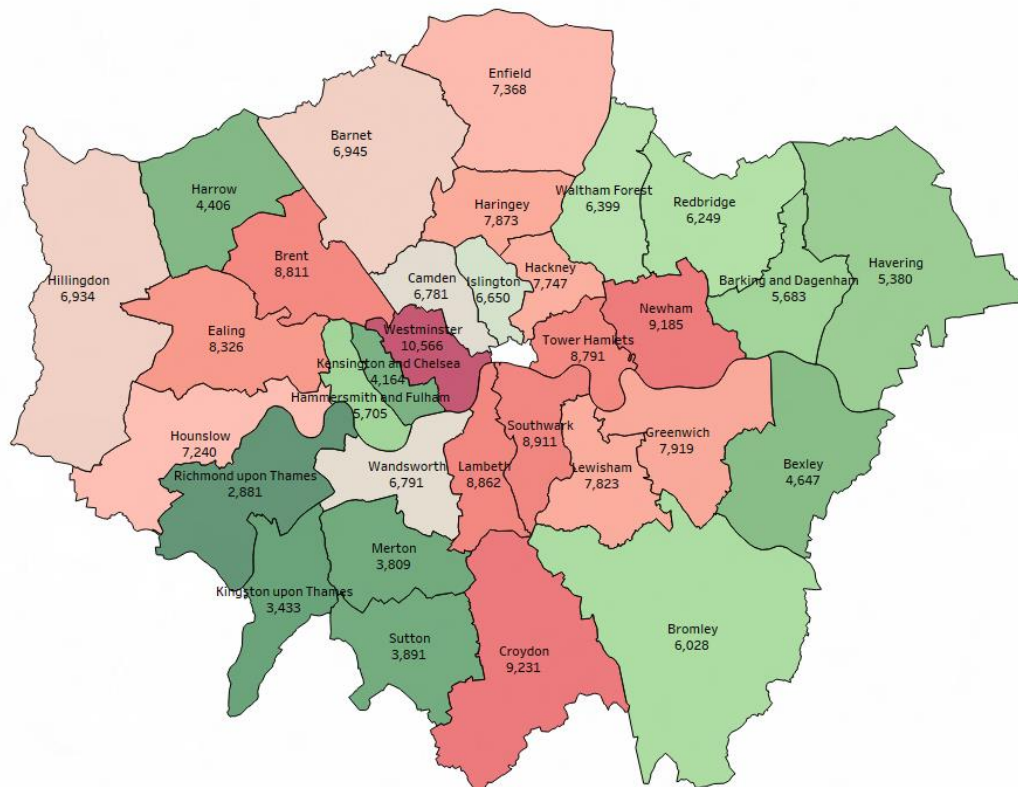 Enfield
7,368
Barnet
6,945
Harrow
4,406
Haringey
7,873
Waltham Forest
6,399
Redbridge
6,249
Hillingdon
6,934
Brent
8,811
Camden
6,781
Islington
6,650
Hackney
7,747
Barking and Dagenham
5,683
Havering
5,380
Ealing
8,326
Westminster
10,566
Newham
9,185
Tower Hamlets
8,791
Kensington and Chelsea
4,164
Hammersmith and Fulham
5,705
Hounslow
7,240
Southwark
8,911
Greenwich
7,919
Richmond upon Thames
2,881
Wandsworth
6,791
Lambeth
8,862
Lewisham
7,823
Bexley
4,647
Merton
3,809
Kingston upon Thames
3,433
Sutton
3,891
Croydon
9,231
Bromley
6,028